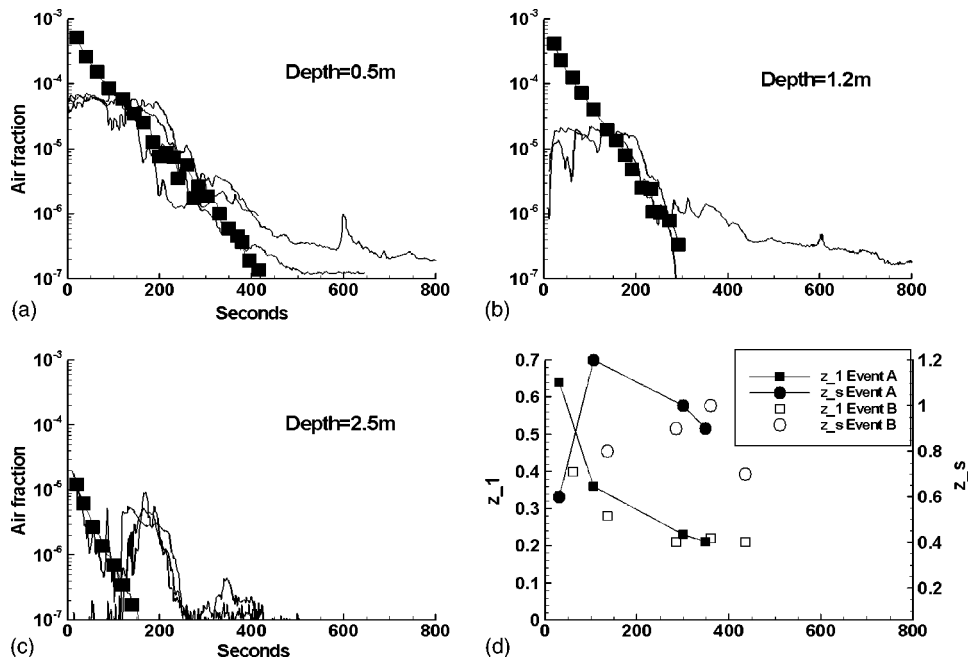 10⁻³
10⁻⁴
10⁻⁵
10⁻⁶
10⁻⁷
Air fraction
Depth=0.5m
0 200 400 600 800
Seconds
(a)
10⁻³
10⁻⁴
10⁻⁵
10⁻⁶
10⁻⁷
Depth=1.2m
0 200 400 600 800
(b)
10⁻³
10⁻⁴
10⁻⁵
10⁻⁶
10⁻⁷
Air fraction
Depth=2.5m
0 200 400 600 800
Seconds
(c)
0.7
0.6
0.5
0.4
0.3
0.2
0.1
0
z_1
z_1 Event A
z_s Event A
z_1 Event B
z_s Event B
1.2
1
0.8
0.6
0.4
0.2
z_s
0 200 400 600 800
(d)